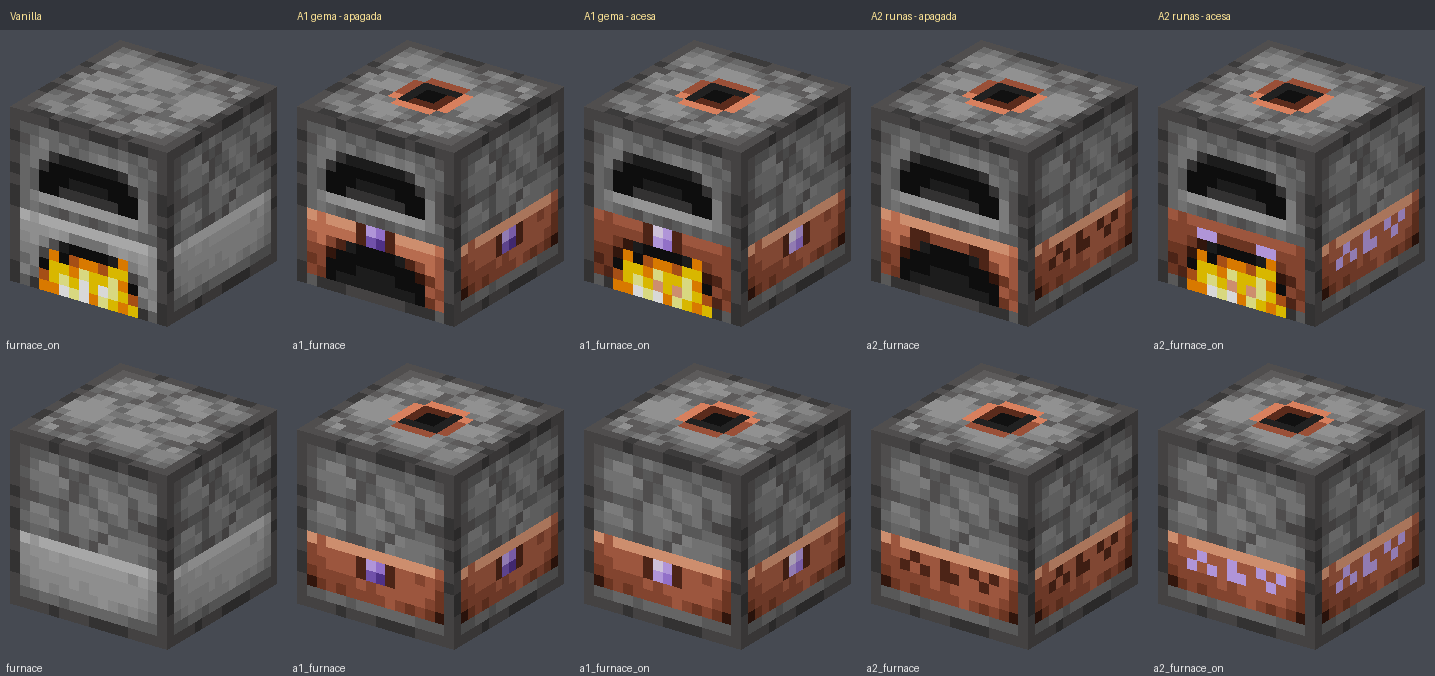 Vanilla
A1 gema - apagada
A1 gema - acesa
A2 runas - apagada
A2 runas - acesa
furnace_on
a1_furnace
a1_furnace_on
a2_furnace
a2_furnace_on
furnace
a1_furnace
a1_furnace_on
a2_furnace
a2_furnace_on